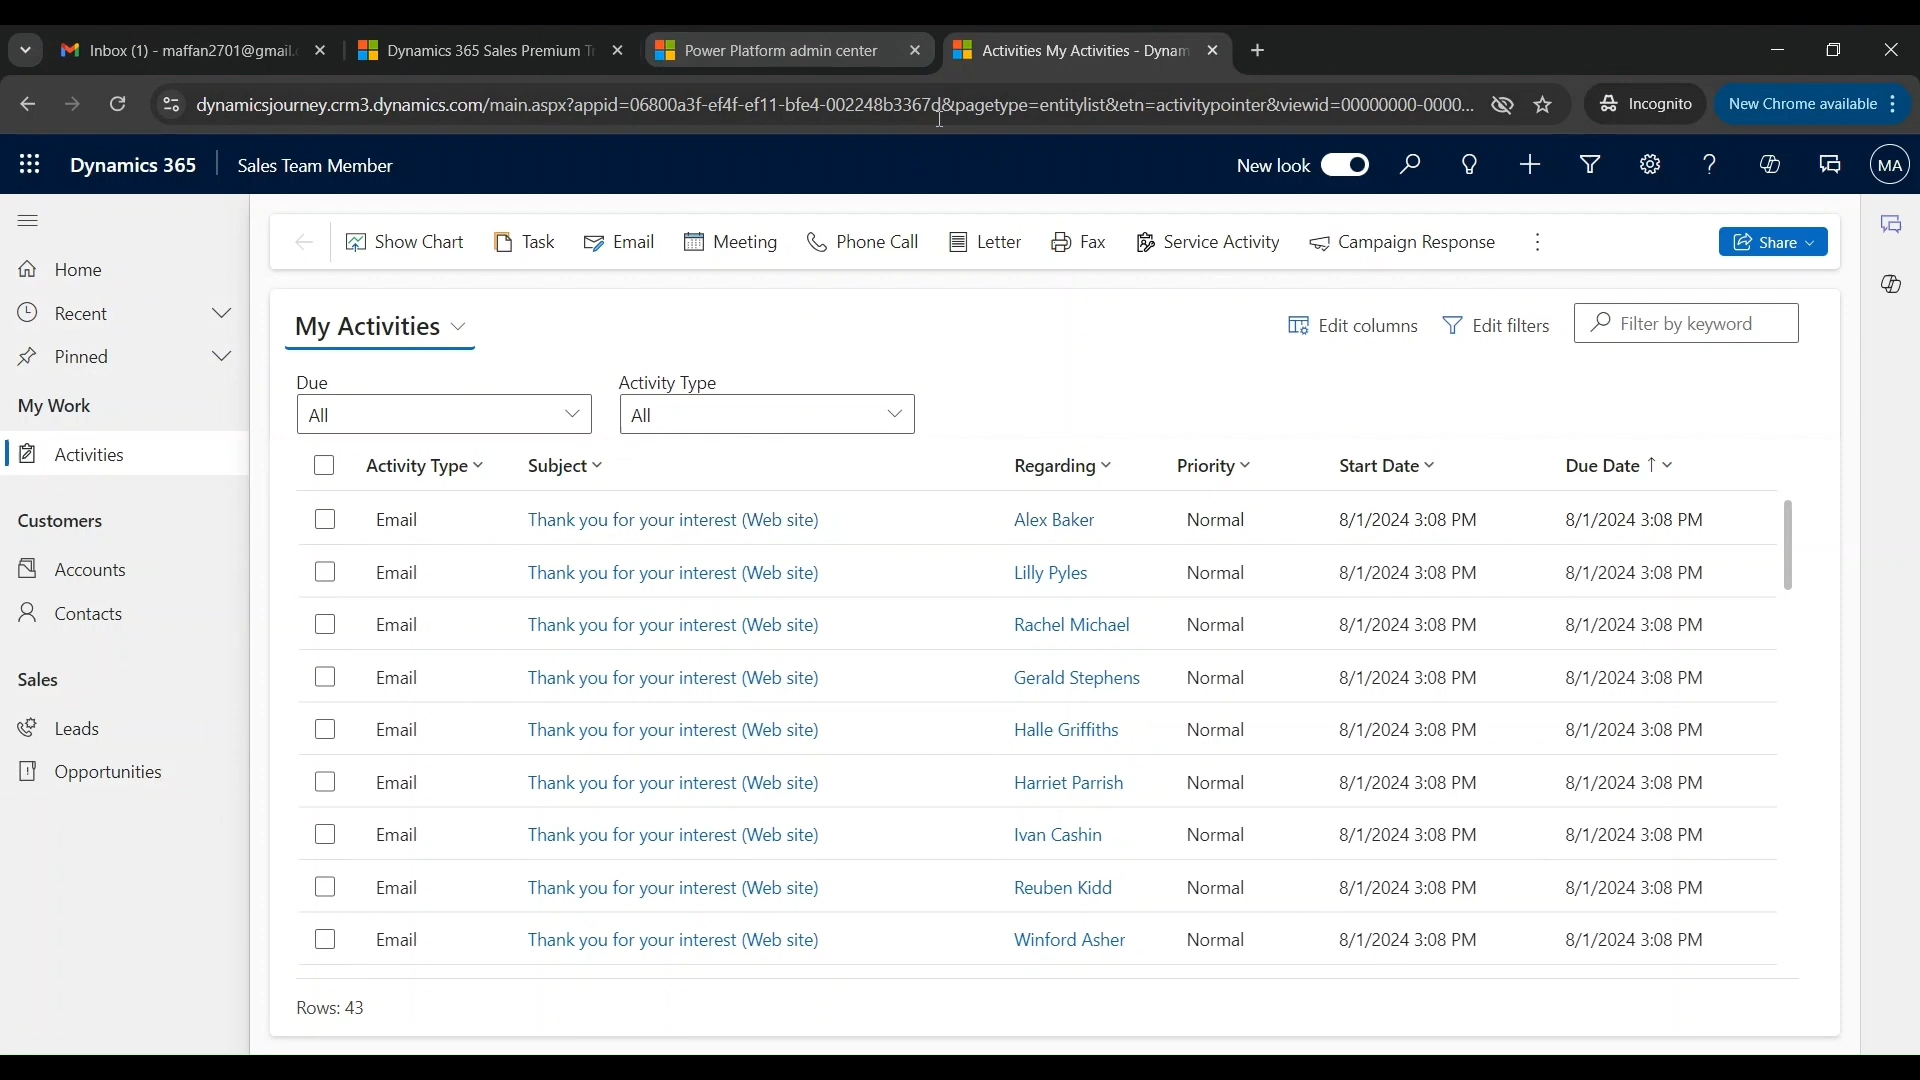 Inbox (1) - maffan2701@gmail.
Dynamics 365 Sales Premium Tr
Power Platform admin center
Activities My Activities - Dynam
dynamicsjourney.crm3.dynamics.com/main.aspx?appid=06800a3f-ef4f-ef11-bfe4-002248b3367d&pagetype=entitylist&etn=activitypointer&viewid=00000000-0000...
Incognito
New Chrome available
Dynamics 365
Sales Team Member
New look
MA
Home
Recent
Pinned
My Work
Activities
Customers
Accounts
Contacts
Sales
Leads
Opportunities
Show Chart
Task
Email
Meeting
Phone Call
Letter
Fax
Service Activity
Campaign Response
Share
My Activities
Edit columns
Edit filters
Filter by keyword
Due
Activity Type
All
All
Activity Type Subject Regarding Priority Start Date Due Date ↑
Email Thank you for your interest (Web site) Alex Baker Normal 8/1/2024 3:08 PM 8/1/2024 3:08 PM
Email Thank you for your interest (Web site) Lilly Pyles Normal 8/1/2024 3:08 PM 8/1/2024 3:08 PM
Email Thank you for your interest (Web site) Rachel Michael Normal 8/1/2024 3:08 PM 8/1/2024 3:08 PM
Email Thank you for your interest (Web site) Gerald Stephens Normal 8/1/2024 3:08 PM 8/1/2024 3:08 PM
Email Thank you for your interest (Web site) Halle Griffiths Normal 8/1/2024 3:08 PM 8/1/2024 3:08 PM
Email Thank you for your interest (Web site) Harriet Parrish Normal 8/1/2024 3:08 PM 8/1/2024 3:08 PM
Email Thank you for your interest (Web site) Ivan Cashin Normal 8/1/2024 3:08 PM 8/1/2024 3:08 PM
Email Thank you for your interest (Web site) Reuben Kidd Normal 8/1/2024 3:08 PM 8/1/2024 3:08 PM
Email Thank you for your interest (Web site) Winford Asher Normal 8/1/2024 3:08 PM 8/1/2024 3:08 PM
Rows: 43